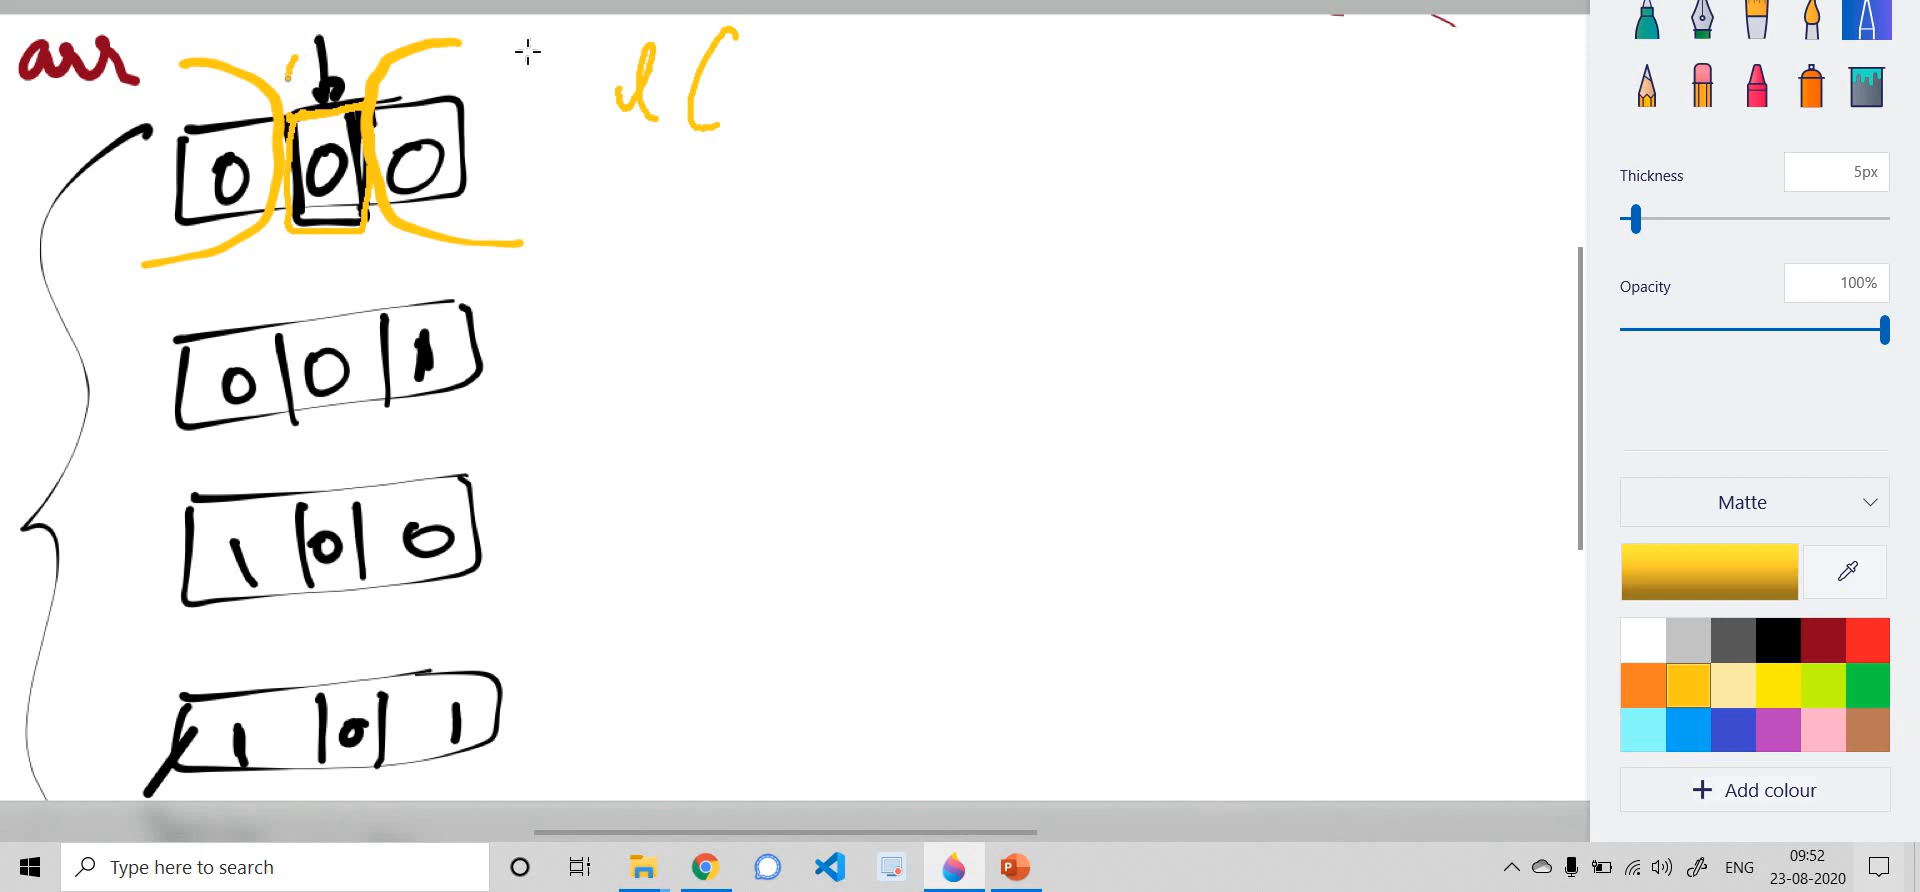 arr
l (
0 0 0
0 0 1
1 0 0
1 0 1
Thickness
5px
Opacity
100%
Matte
Add colour
Type here to search
ENG
09:52
23-08-2020